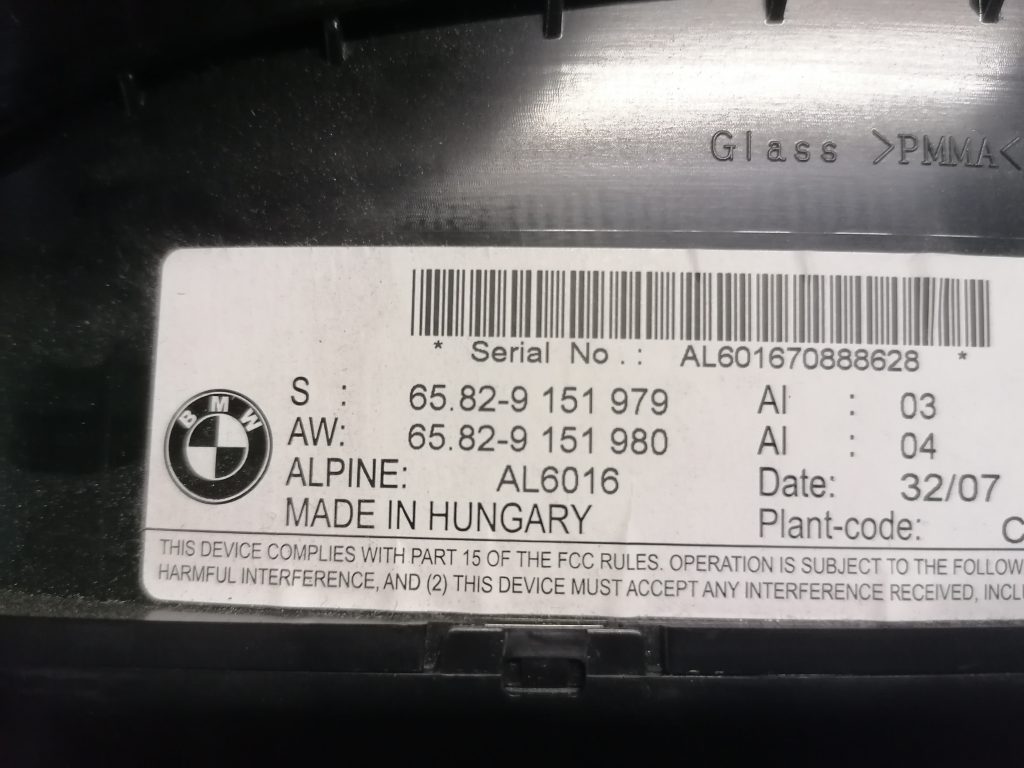 Glass >PMMA<
* Serial No.: AL601670888628 *
S : 65.82-9 151 979 AI : 03
AW: 65.82-9 151 980 AI : 04
BMW
ALPINE: AL6016 Date: 32/07
MADE IN HUNGARY Plant-code: C
THIS DEVICE COMPLIES WITH PART 15 OF THE FCC RULES. OPERATION IS SUBJECT TO THE FOLLOW
HARMFUL INTERFERENCE, AND (2) THIS DEVICE MUST ACCEPT ANY INTERFERENCE RECEIVED, INCL